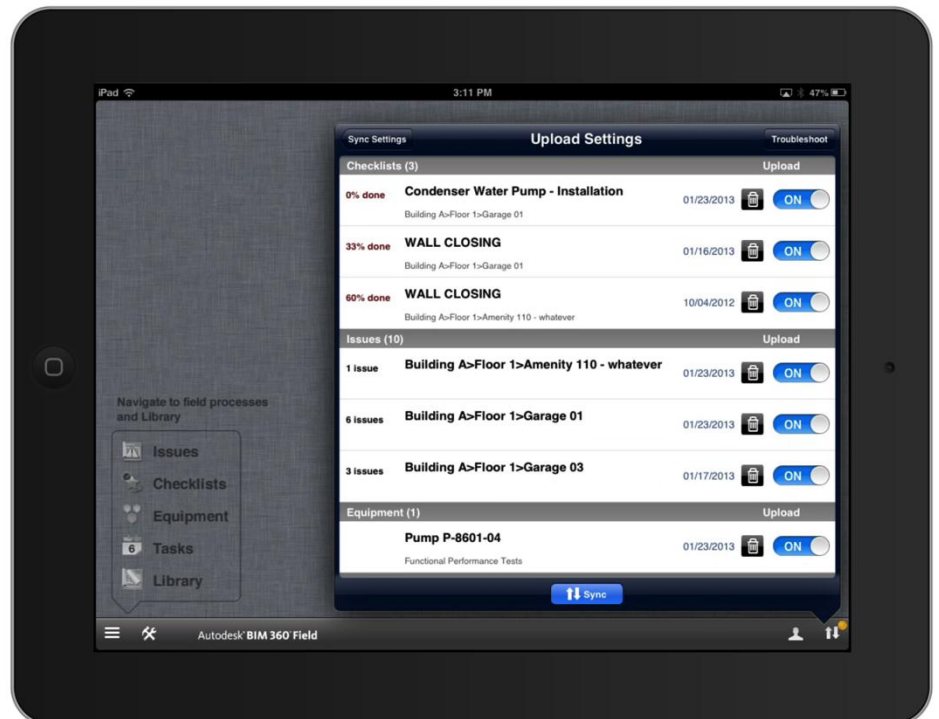 iPad 3:11 PM 47%
Sync Settings Upload Settings Troubleshoot
Checklists (3) Upload
0% done Condenser Water Pump - Installation 01/23/2013 ON
Building A>Floor 1>Garage 01
33% done WALL CLOSING 01/16/2013 ON
Building A>Floor 1>Garage 01
60% done WALL CLOSING 10/04/2012 ON
Building A>Floor 1>Amenity 110 - whatever
Issues (10) Upload
1 issue Building A>Floor 1>Amenity 110 - whatever 01/23/2013 ON
6 issues Building A>Floor 1>Garage 01 01/23/2013 ON
3 issues Building A>Floor 1>Garage 03 01/17/2013 ON
Equipment (1) Upload
Pump P-8601-04 01/23/2013 ON
Functional Performance Tests
Sync
Navigate to field processes
and Library
Issues
Checklists
Equipment
6 Tasks
Library
Autodesk® BIM 360® Field